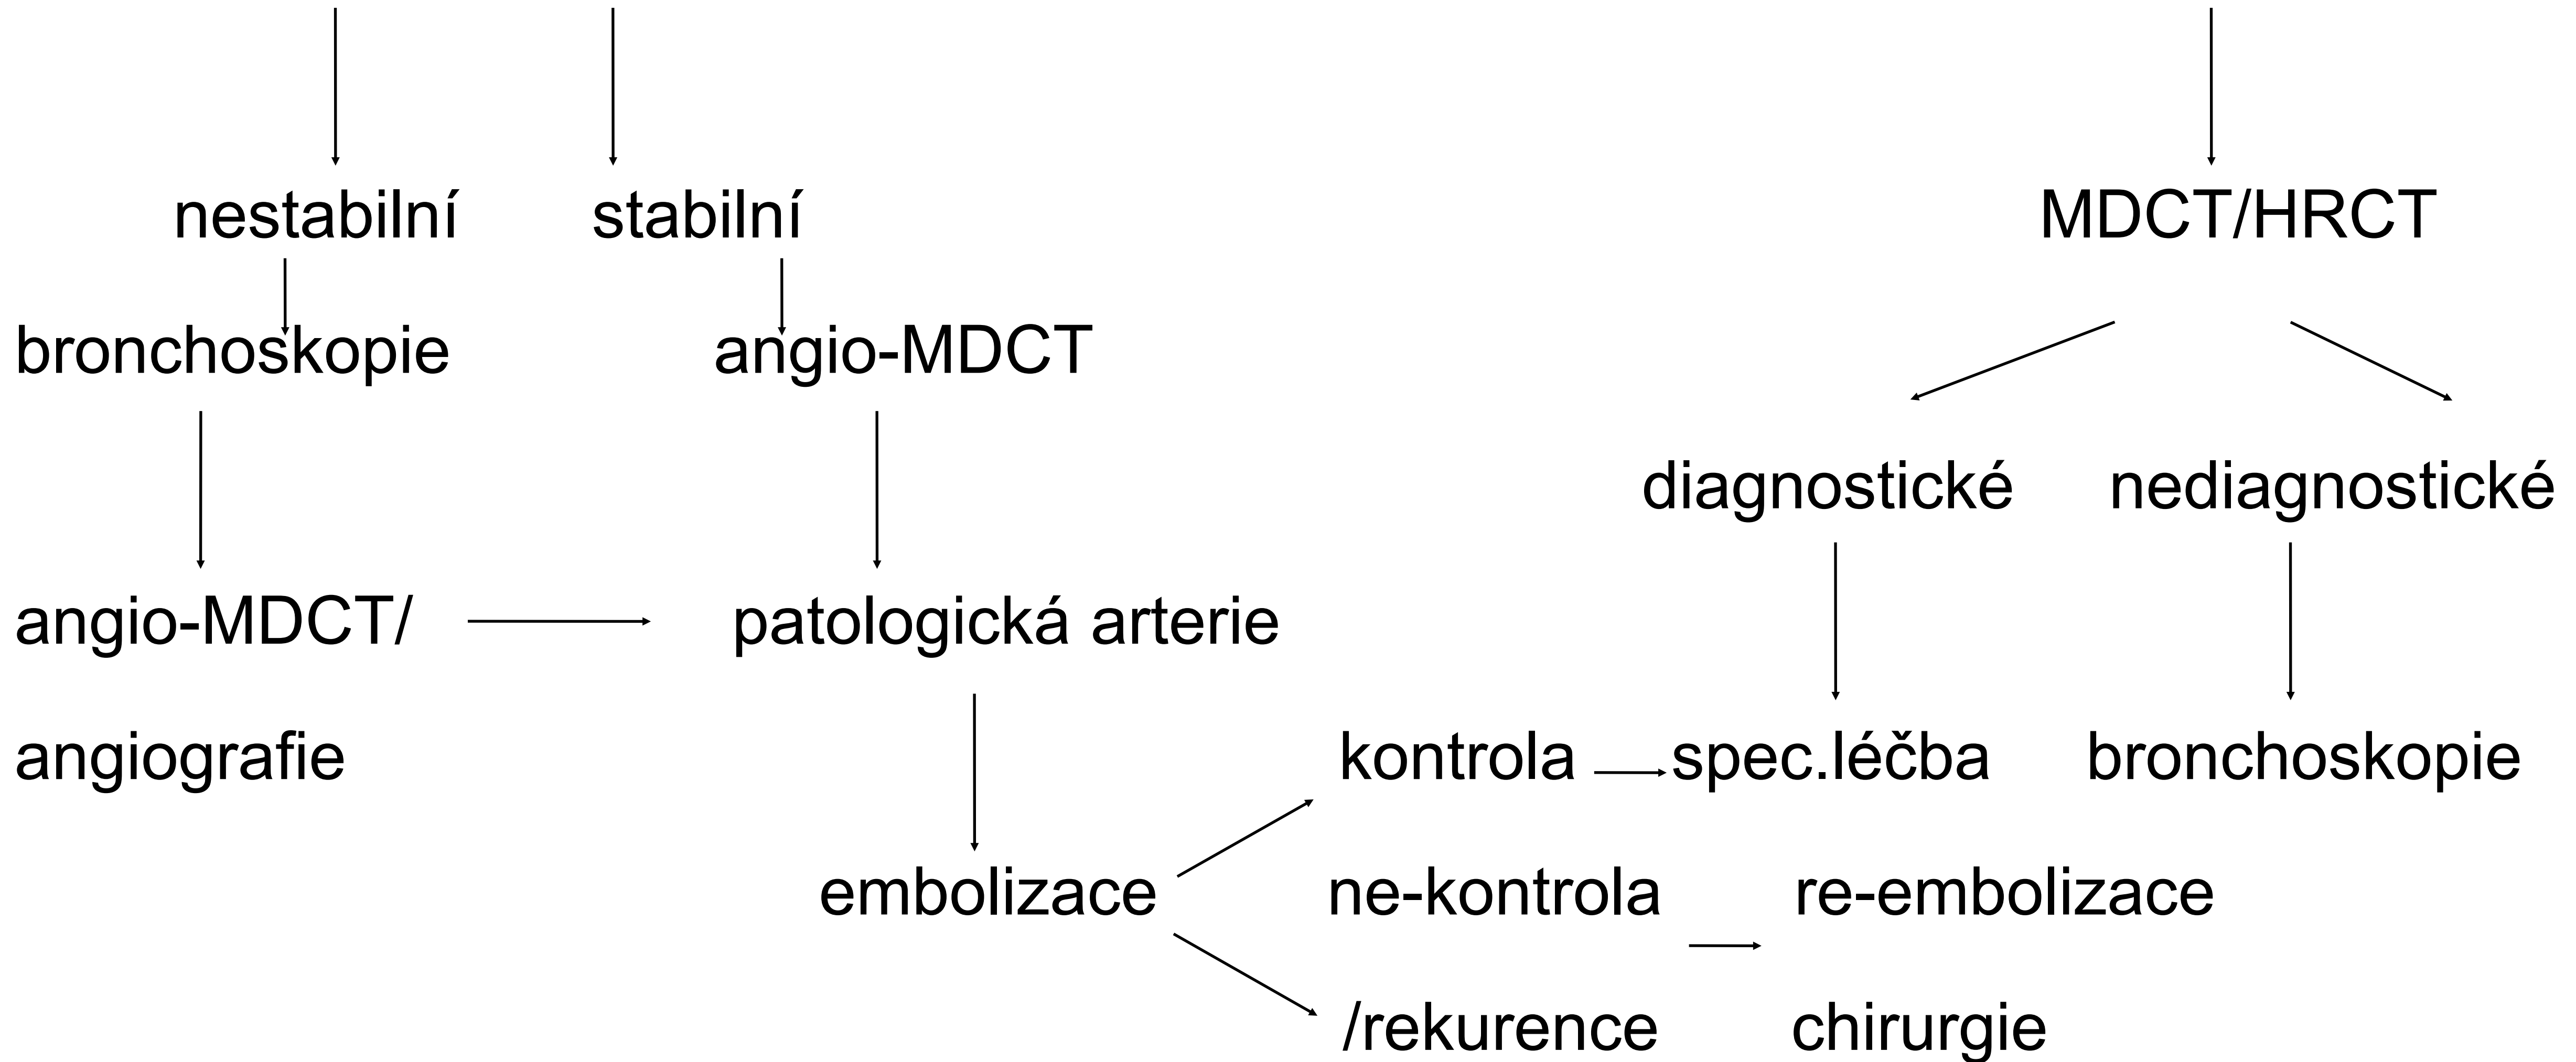 nestabilní stabilní MDCT/HRCT
bronchoskopie angio-MDCT
diagnostické nediagnostické
angio-MDCT/ patologická arterie
angiografie kontrola spec.léčba bronchoskopie
embolizace ne-kontrola re-embolizace
/rekurence chirurgie